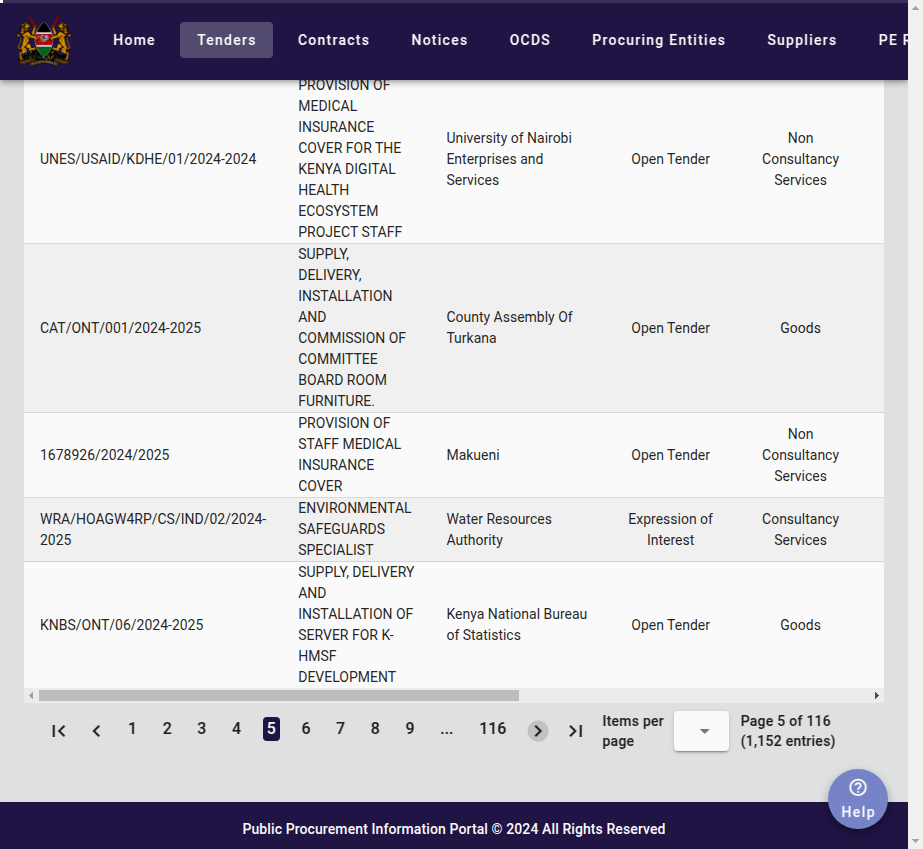 Home Tenders Contracts Notices OCDS Procuring Entities Suppliers PE
PROVISION OF
MEDICAL
INSURANCE
COVER FOR THE
KENYA DIGITAL
HEALTH
ECOSYSTEM
PROJECT STAFF
UNES/USAID/KDHE/01/2024-2024
University of Nairobi
Enterprises and
Services
Open Tender
Non
Consultancy
Services
CAT/ONT/001/2024-2025
SUPPLY,
DELIVERY,
INSTALLATION
AND
COMMISSION OF
COMMITTEE
BOARD ROOM
FURNITURE.
County Assembly Of
Turkana
Open Tender
Goods
1678926/2024/2025
PROVISION OF
STAFF MEDICAL
INSURANCE
COVER
Makueni
Open Tender
Non
Consultancy
Services
WRA/HOAGW4RP/CS/IND/02/2024-
2025
ENVIRONMENTAL
SAFEGUARDS
SPECIALIST
Water Resources
Authority
Expression of
Interest
Consultancy
Services
KNBS/ONT/06/2024-2025
SUPPLY, DELIVERY
AND
INSTALLATION OF
SERVER FOR K-
HMSF
DEVELOPMENT
Kenya National Bureau
of Statistics
Open Tender
Goods
1 2 3 4 5 6 7 8 9 ... 116
Items per
page
Page 5 of 116
(1,152 entries)
Help
Public Procurement Information Portal © 2024 All Rights Reserved